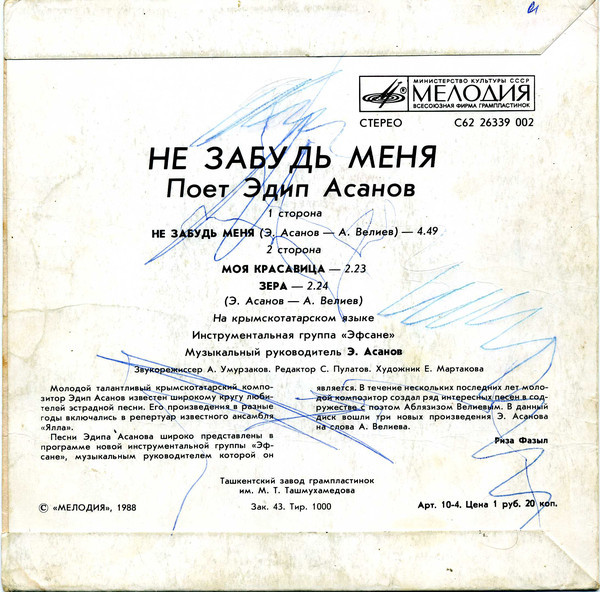 МИНИСТЕРСТВО КУЛЬТУРЫ СССР
МЕЛОДИЯ
ВСЕСОЮЗНАЯ ФИРМА ГРАМПЛАСТИНОК
СТЕРЕО С62 26339 002
НЕ ЗАБУДЬ МЕНЯ
Поет Эдип Асанов
1 сторона
НЕ ЗАБУДЬ МЕНЯ (Э. Асанов — А. Велиев) — 4.49
2 сторона
МОЯ КРАСАВИЦА — 2.23
ЗЕРА — 2.24
(Э. Асанов — А. Велиев)
На крымскотатарском языке
Инструментальная группа «Эфсане»
Музыкальный руководитель Э. Асанов
Звукорежиссер А. Умурзаков. Редактор С. Пулатов. Художник Е. Мартакова
Молодой талантливый крымскотатарский компо-
зитор Эдип Асанов известен широкому кругу люби-
телей эстрадной песни. Его произведения в разные
годы включались в репертуар известного ансамбля
«Ялла».
Песни Эдипа Асанова широко представлены в
программе новой инструментальной группы «Эф-
сане», музыкальным руководителем которой он
является. В течение нескольких последних лет моло-
дой композитор создал ряд интересных песен в сод-
ружестве с поэтом Аблязизом Велиевым. В данный
диск вошли три новых произведения Э. Асанова
на слова А. Велиева.
Риза Фазыл
Ташкентский завод грампластинок
им. М. Т. Ташмухамедова
© «МЕЛОДИЯ», 1988 Зак. 43. Тир. 1000 Арт. 10-4. Цена 1 руб. 20 коп.